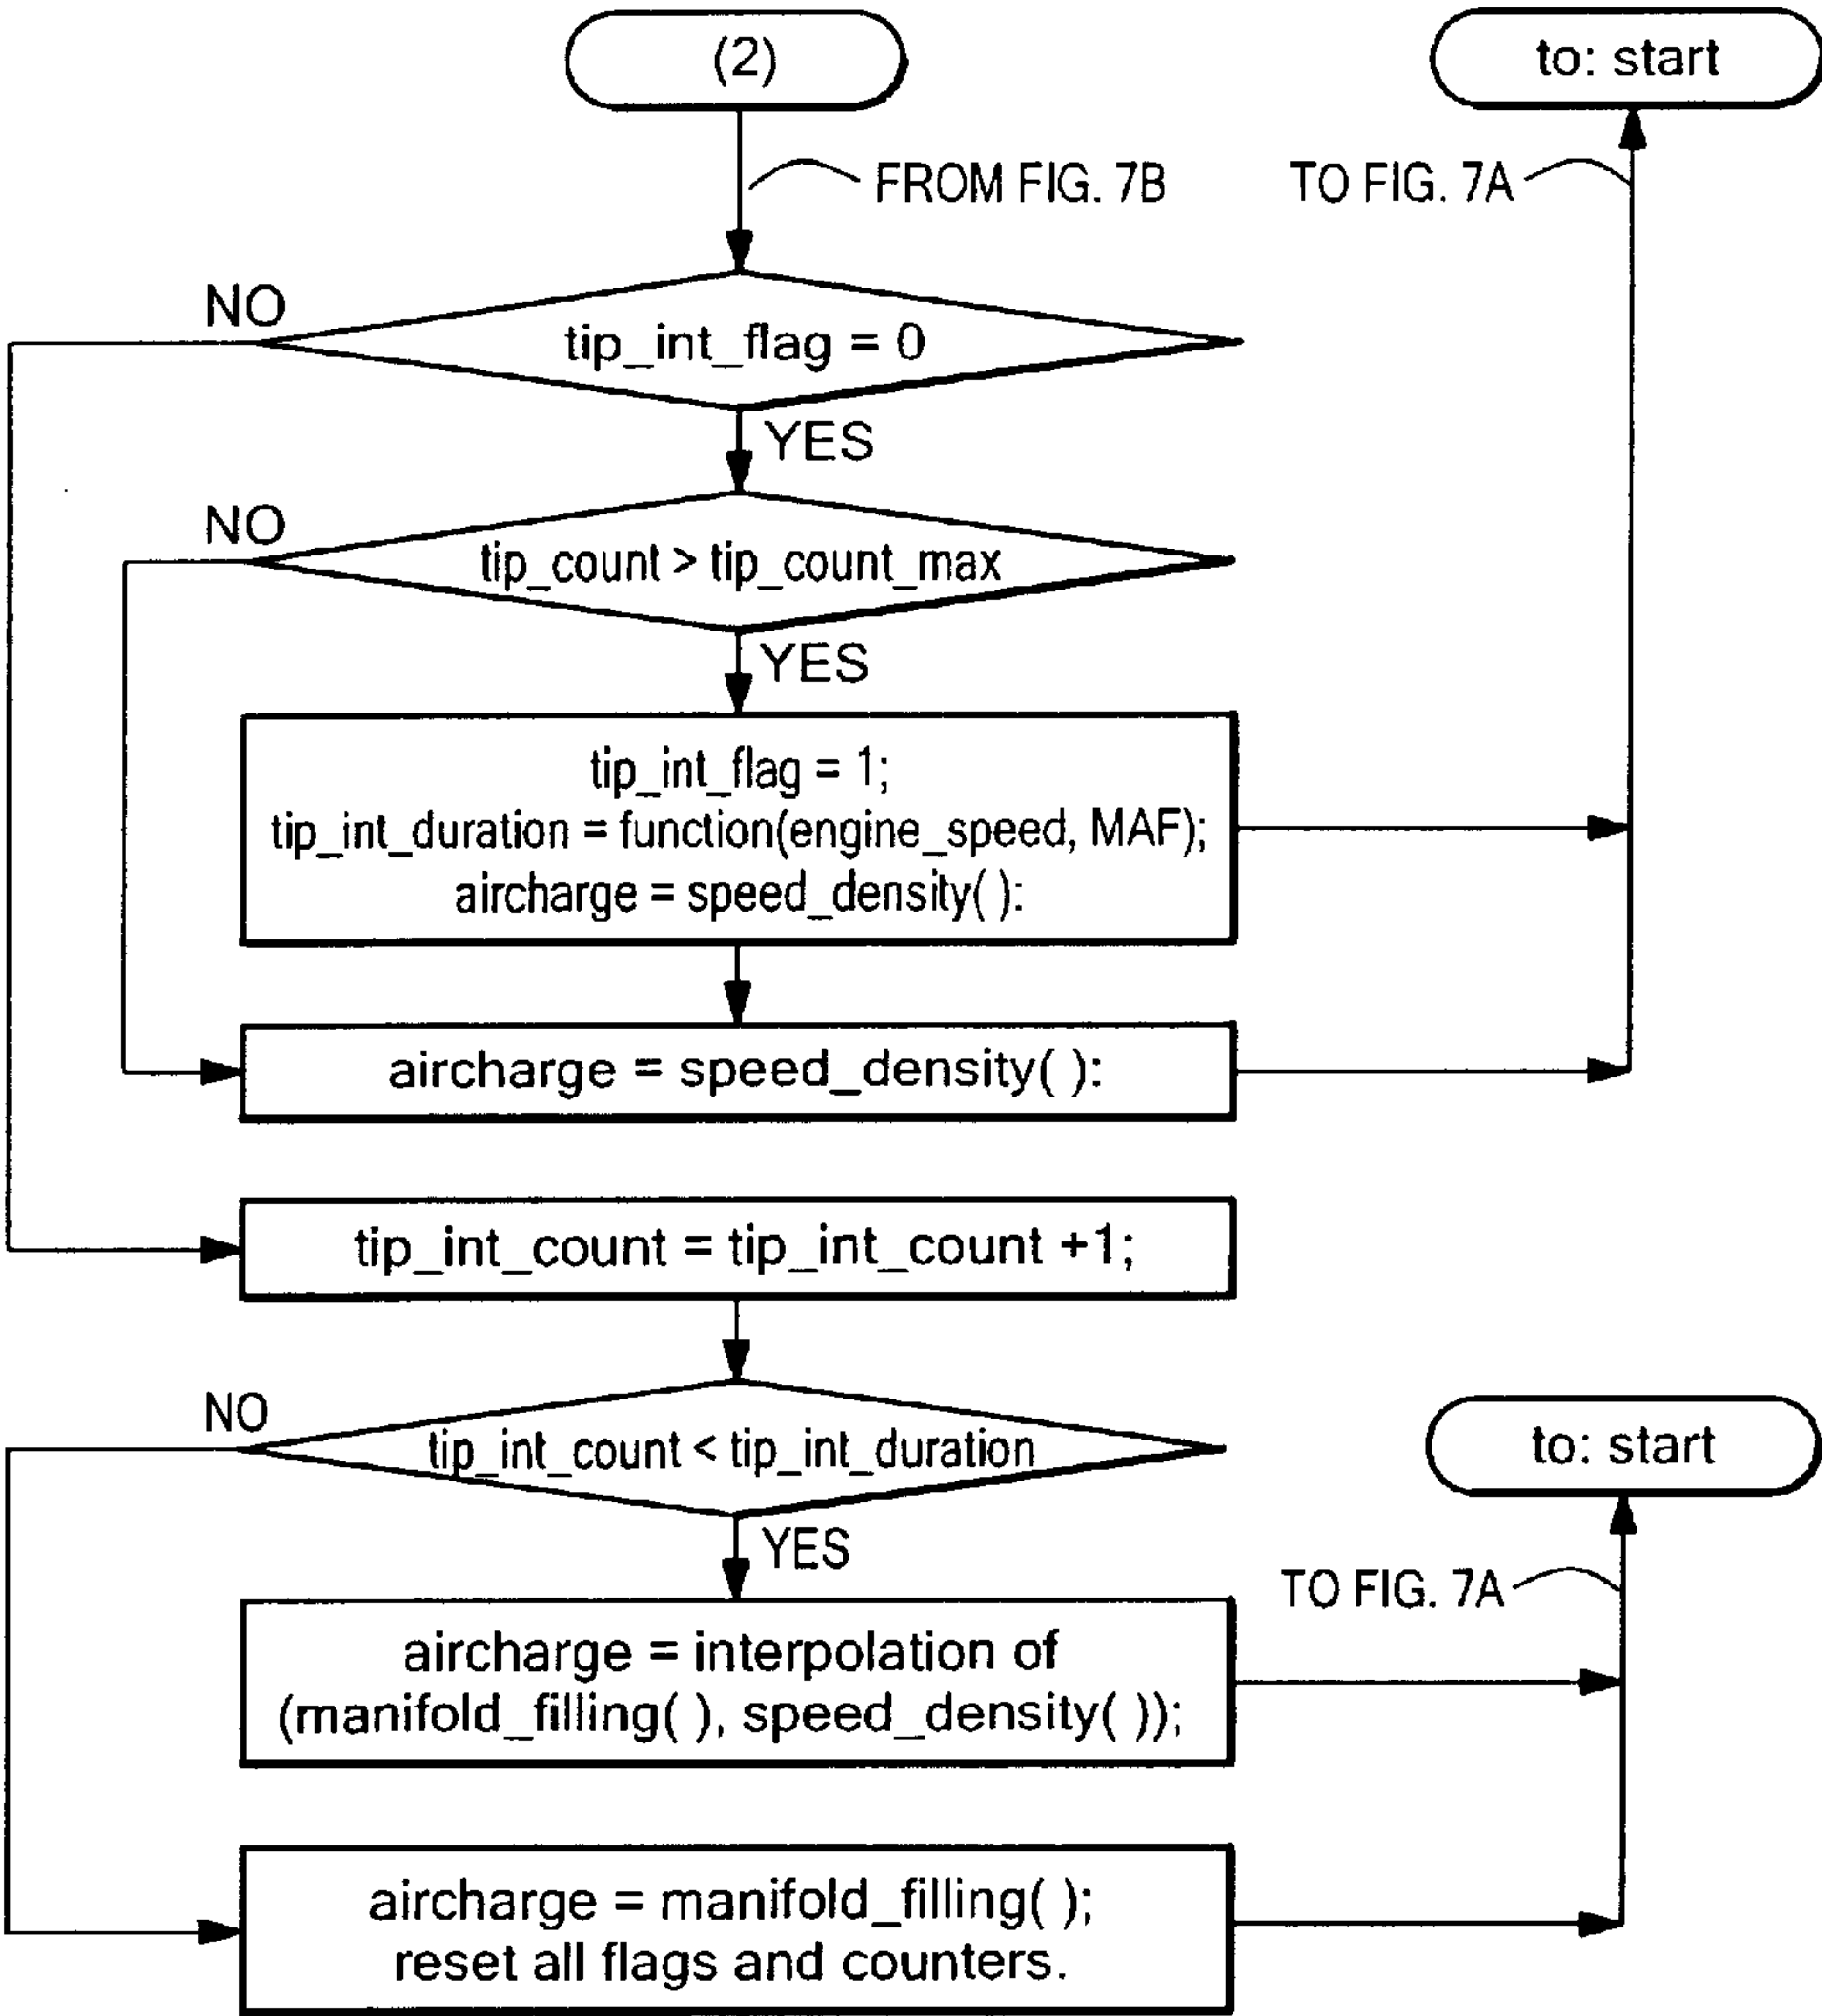 (2)
to: start
FROM FIG. 7B
TO FIG. 7A
NO
tip_int_flag = 0
YES
NO
tip_count > tip_count_max
YES
tip_int_flag = 1;
tip_int_duration = function(engine_speed, MAF);
aircharge = speed_density( ):
aircharge = speed_density( ):
tip_int_count = tip_int_count +1;
NO
tip_int_count < tip_int_duration
to: start
YES
TO FIG. 7A
aircharge = interpolation of
(manifold_filling( ), speed_density( ));
aircharge = manifold_filling( );
reset all flags and counters.